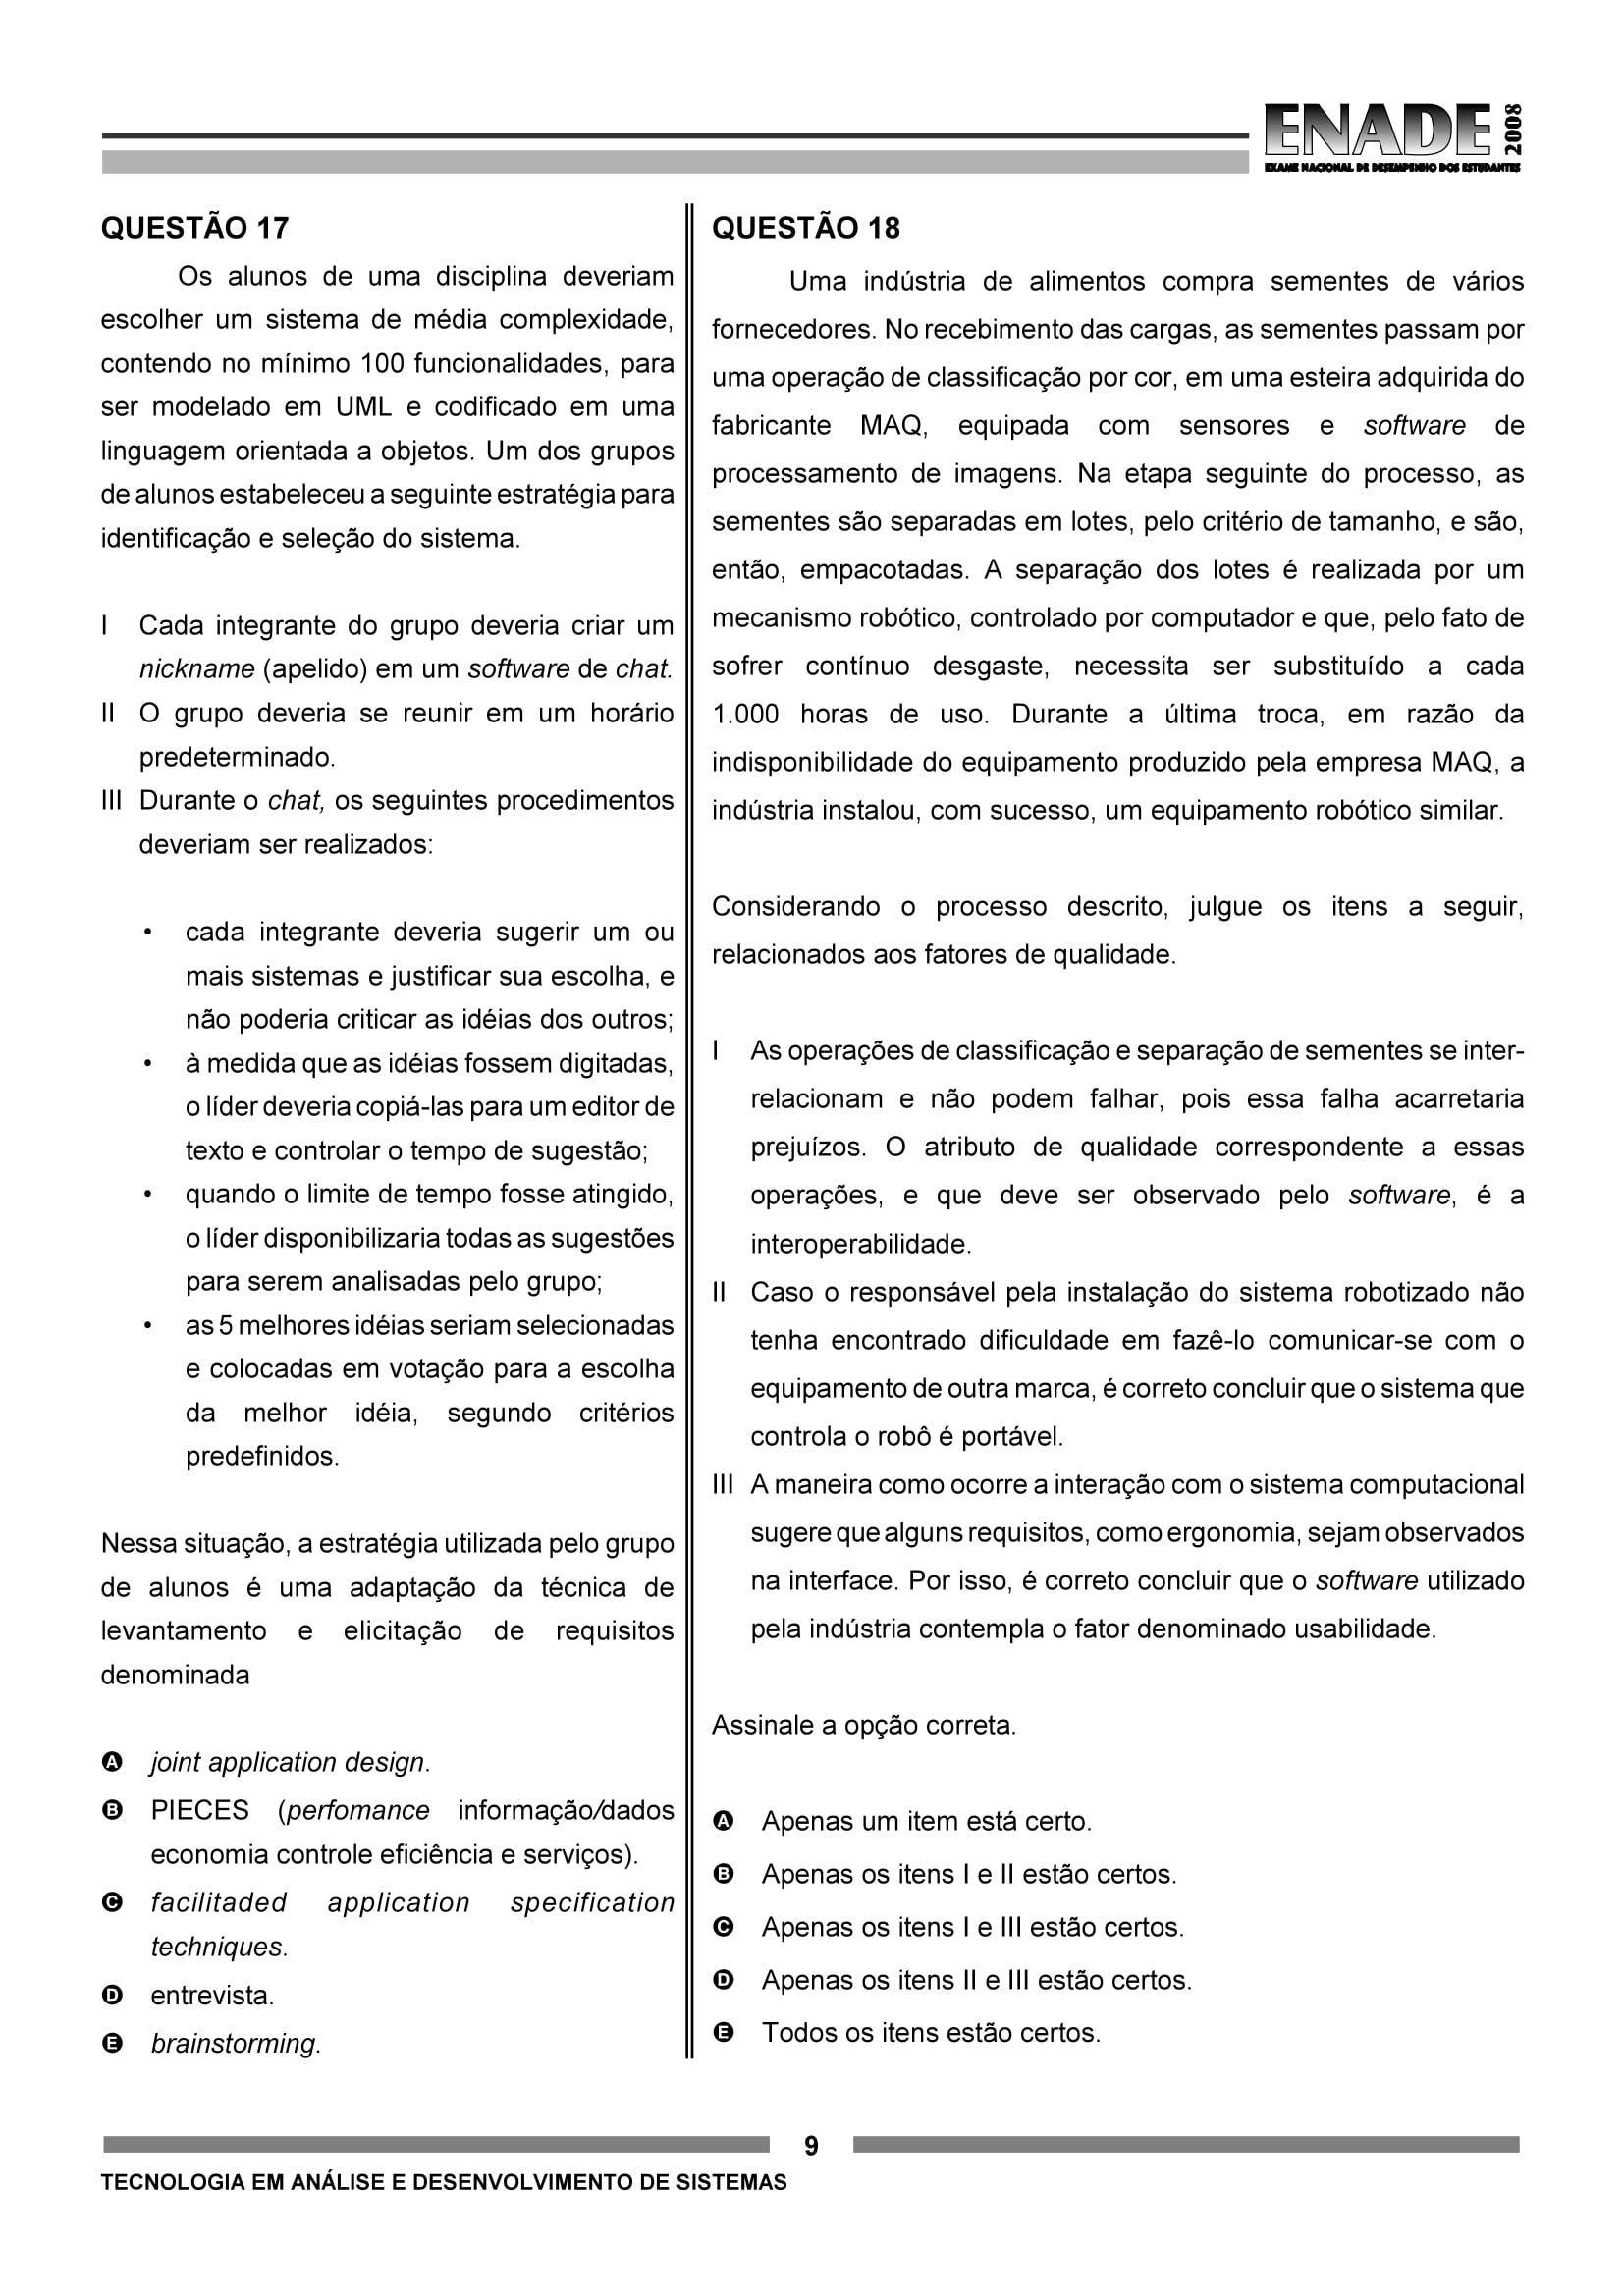 ENADE
2008
EXAME NACIONAL DE DESEMPENHO DOS ESTUDANTES
QUESTÃO 17
Os alunos de uma disciplina deveriam
escolher um sistema de média complexidade,
contendo no mínimo 100 funcionalidades, para
ser modelado em UML e codificado em uma
linguagem orientada a objetos. Um dos grupos
de alunos estabeleceu a seguinte estratégia para
identificação e seleção do sistema.
I Cada integrante do grupo deveria criar um
nickname (apelido) em um software de chat.
II O grupo deveria se reunir em um horário
predeterminado.
III Durante o chat, os seguintes procedimentos
deveriam ser realizados:
• cada integrante deveria sugerir um ou
mais sistemas e justificar sua escolha, e
não poderia criticar as idéias dos outros;
• à medida que as idéias fossem digitadas,
o líder deveria copiá-las para um editor de
texto e controlar o tempo de sugestão;
• quando o limite de tempo fosse atingido,
o líder disponibilizaria todas as sugestões
para serem analisadas pelo grupo;
• as 5 melhores idéias seriam selecionadas
e colocadas em votação para a escolha
da melhor idéia, segundo critérios
predefinidos.
Nessa situação, a estratégia utilizada pelo grupo
de alunos é uma adaptação da técnica de
levantamento e elicitação de requisitos
denominada
A joint application design.
B PIECES (perfomance informação/dados
economia controle eficiência e serviços).
C facilitaded application specification
techniques.
D entrevista.
E brainstorming.
QUESTÃO 18
Uma indústria de alimentos compra sementes de vários
fornecedores. No recebimento das cargas, as sementes passam por
uma operação de classificação por cor, em uma esteira adquirida do
fabricante MAQ, equipada com sensores e software de
processamento de imagens. Na etapa seguinte do processo, as
sementes são separadas em lotes, pelo critério de tamanho, e são,
então, empacotadas. A separação dos lotes é realizada por um
mecanismo robótico, controlado por computador e que, pelo fato de
sofrer contínuo desgaste, necessita ser substituído a cada
1.000 horas de uso. Durante a última troca, em razão da
indisponibilidade do equipamento produzido pela empresa MAQ, a
indústria instalou, com sucesso, um equipamento robótico similar.
Considerando o processo descrito, julgue os itens a seguir,
relacionados aos fatores de qualidade.
I As operações de classificação e separação de sementes se inter-
relacionam e não podem falhar, pois essa falha acarretaria
prejuízos. O atributo de qualidade correspondente a essas
operações, e que deve ser observado pelo software, é a
interoperabilidade.
II Caso o responsável pela instalação do sistema robotizado não
tenha encontrado dificuldade em fazê-lo comunicar-se com o
equipamento de outra marca, é correto concluir que o sistema que
controla o robô é portável.
III A maneira como ocorre a interação com o sistema computacional
sugere que alguns requisitos, como ergonomia, sejam observados
na interface. Por isso, é correto concluir que o software utilizado
pela indústria contempla o fator denominado usabilidade.
Assinale a opção correta.
A Apenas um item está certo.
B Apenas os itens I e II estão certos.
C Apenas os itens I e III estão certos.
D Apenas os itens II e III estão certos.
E Todos os itens estão certos.
9
TECNOLOGIA EM ANÁLISE E DESENVOLVIMENTO DE SISTEMAS